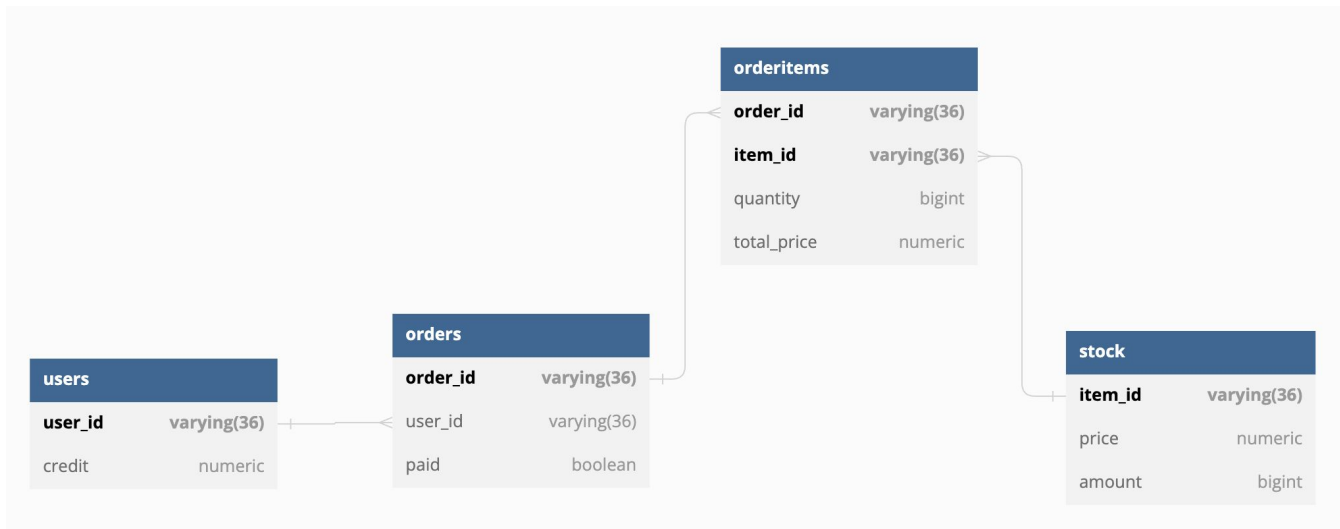 orderitems
order_id varying(36)
item_id varying(36)
quantity bigint
total_price numeric
orders
order_id varying(36)
user_id varying(36)
paid boolean
users
user_id varying(36)
credit numeric
stock
item_id varying(36)
price numeric
amount bigint